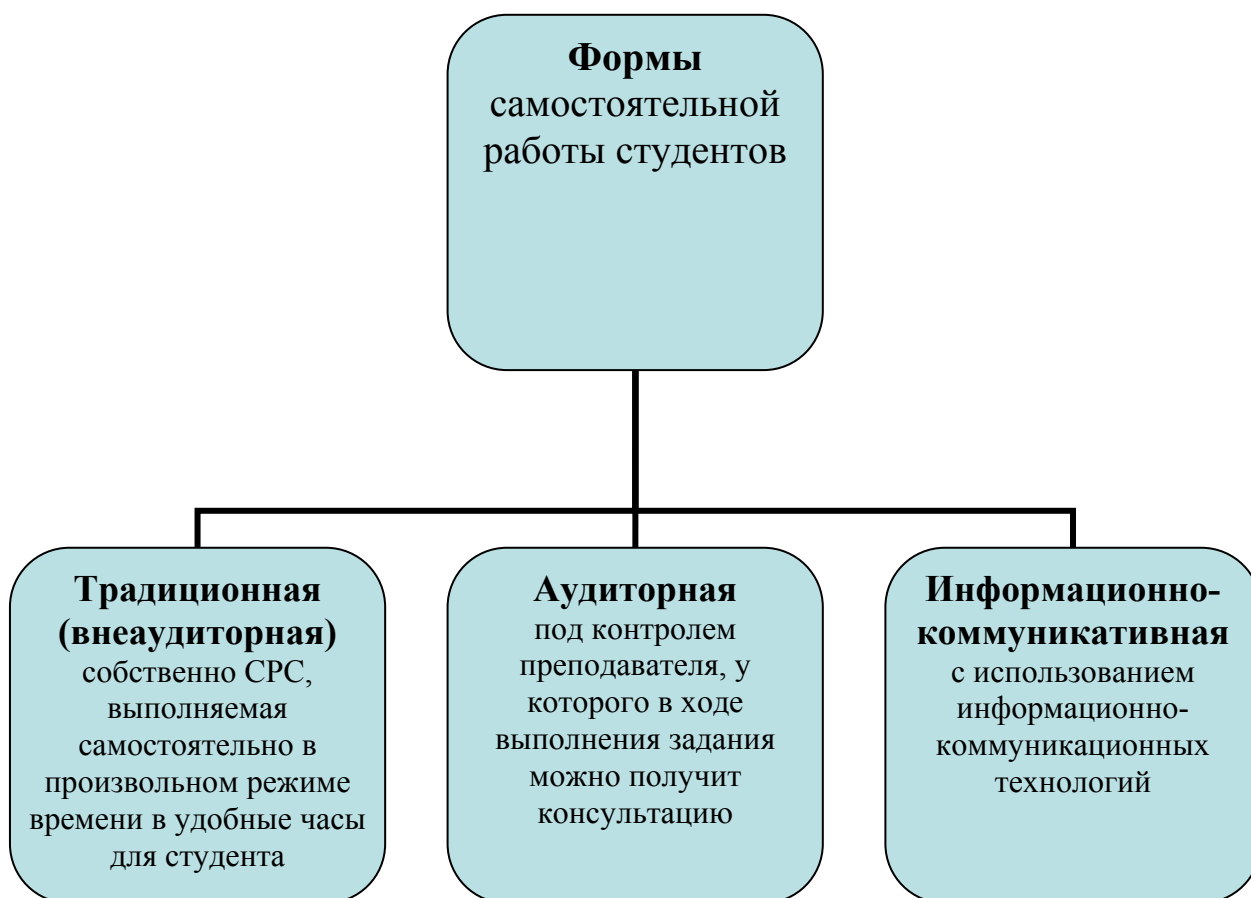 Формы
самостоятельной
работы студентов
Традиционная
(внеаудиторная)
собственно СРС,
выполняемая
самостоятельно в
произвольном режиме
времени в удобные часы
для студента
Аудиторная
под контролем
преподавателя, у
которого в ходе
выполнения задания
можно получит
консультацию
Информационно-
коммуникативная
с использованием
информационно-
коммуникационных
технологий